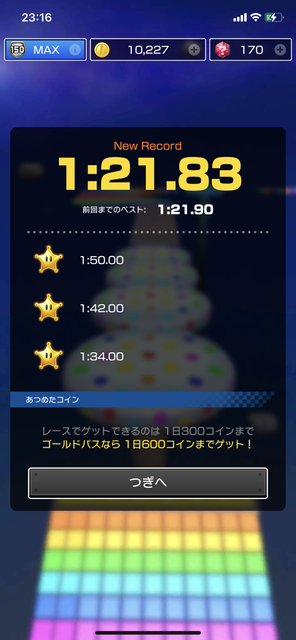 23:16
150 MAX
10,227
170
New Record
1:21.83
前回までのベスト: 1:21.90
1:50.00
1:42.00
1:34.00
あつめたコイン
レースでゲットできるのは 1日300コインまで
ゴールドパスなら 1日600コインまでゲット！
つぎへ